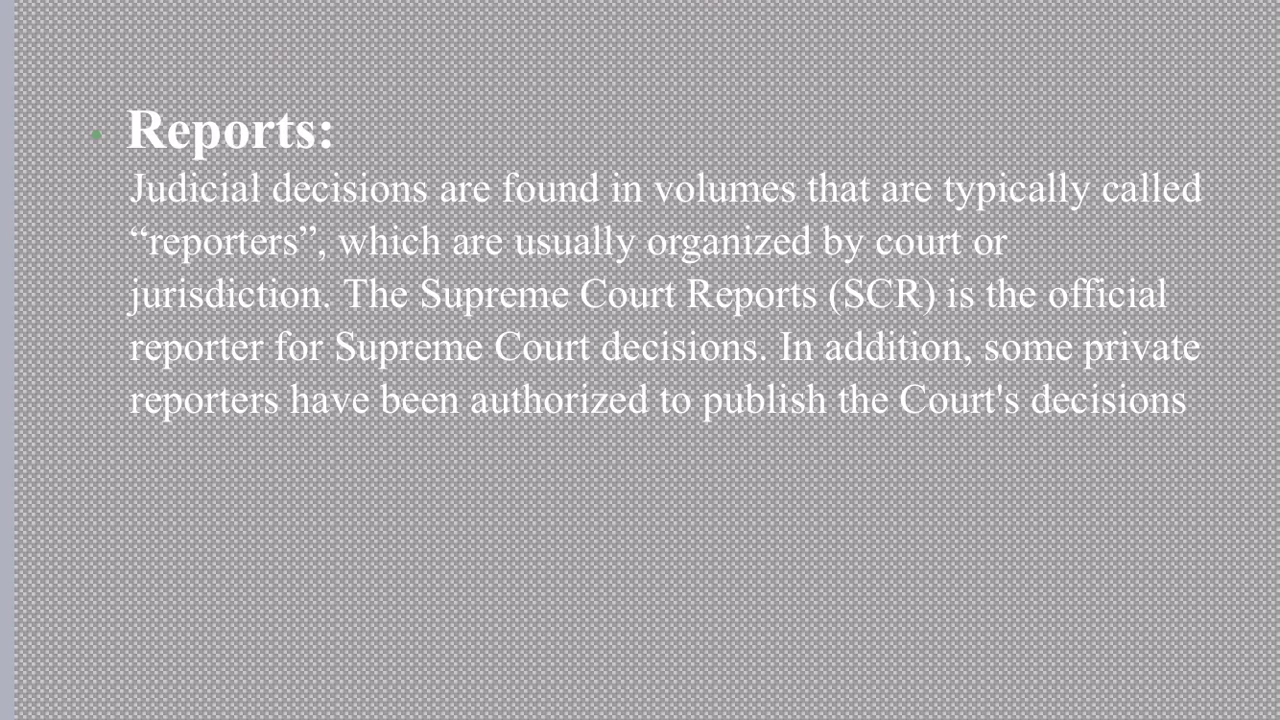 • Reports:
Judicial decisions are found in volumes that are typically called
“reporters”, which are usually organized by court or
jurisdiction. The Supreme Court Reports (SCR) is the official
reporter for Supreme Court decisions. In addition, some private
reporters have been authorized to publish the Court's decisions